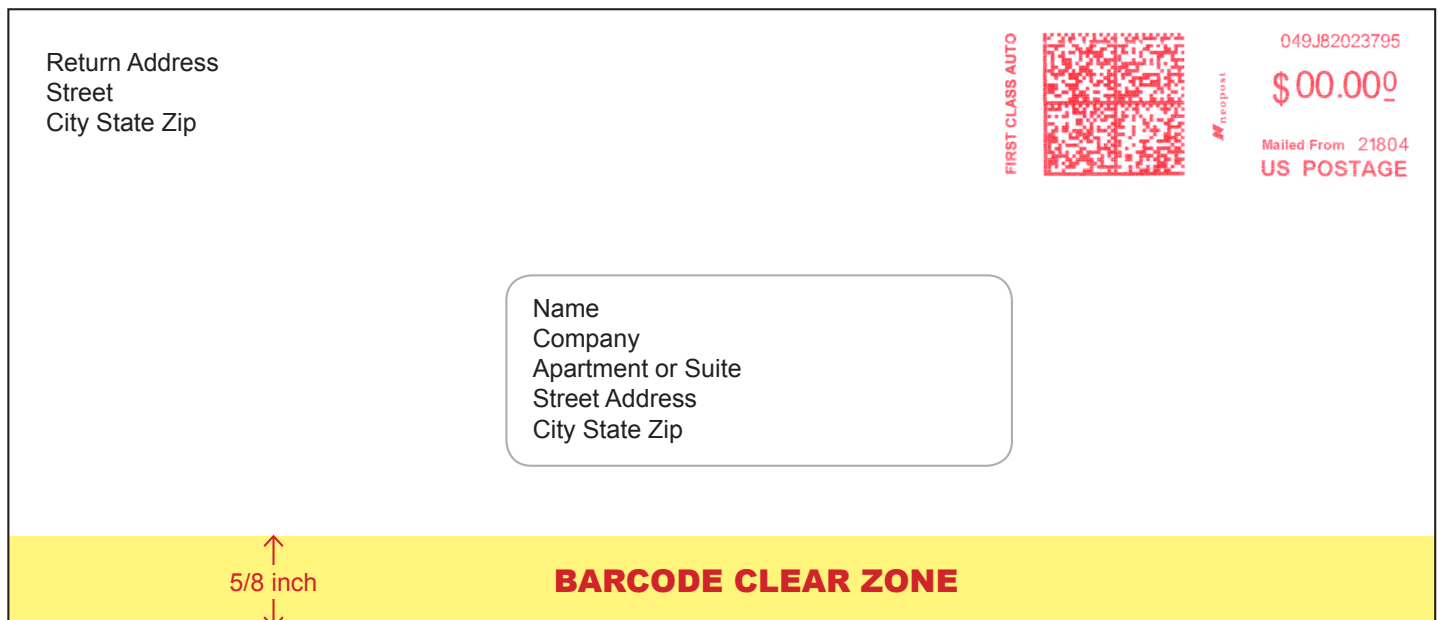 Return Address
Street
City State Zip
FIRST CLASS AUTO
neopost
049J82023795
$00.000
Mailed From 21804
US POSTAGE
Name
Company
Apartment or Suite
Street Address
City State Zip
5/8 inch
BARCODE CLEAR ZONE